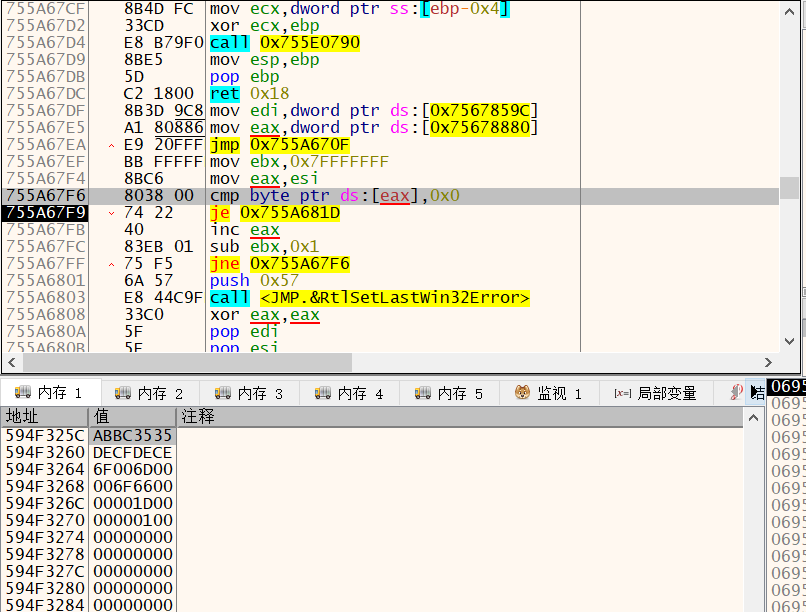 755A67CF 8B4D FC mov ecx,dword ptr ss:[ebp-0x4]
755A67D2 33CD xor ecx,ebp
755A67D4 E8 B79F0 call 0x755E0790
755A67D9 8BE5 mov esp,ebp
755A67DB 5D pop ebp
755A67DC C2 1800 ret 0x18
755A67DF 8B3D 9C8 mov edi,dword ptr ds:[0x7567859C]
755A67E5 A1 80886 mov eax,dword ptr ds:[0x75678880]
755A67EA E9 20FFF jmp 0x755A670F
755A67EF BB FFFFF mov ebx,0x7FFFFFFF
755A67F4 8BC6 mov eax,esi
755A67F6 8038 00 cmp byte ptr ds:[eax],0x0
755A67F9 74 22 je 0x755A681D
755A67FB 40 inc eax
755A67FC 83EB 01 sub ebx,0x1
755A67FF 75 F5 jne 0x755A67F6
755A6801 6A 57 push 0x57
755A6803 E8 44C9F call <JMP.&RtlSetLastWin32Error>
755A6808 33C0 xor eax,eax
755A680A 5F pop edi
755A680B 5E pop esi
内存 1 内存 2 内存 3 内存 4 内存 5 监视 1 [x=] 局部变量
地址 值 注释
594F325C ABBC3535
594F3260 DECFDECE
594F3264 6F006D00
594F3268 006F6600
594F326C 00001D00
594F3270 00000100
594F3274 00000000
594F3278 00000000
594F327C 00000000
594F3280 00000000
594F3284 00000000
0695
0695
0695
0695
0695
0695
0695
0695
0695
0695
0695
0695
0695
0695